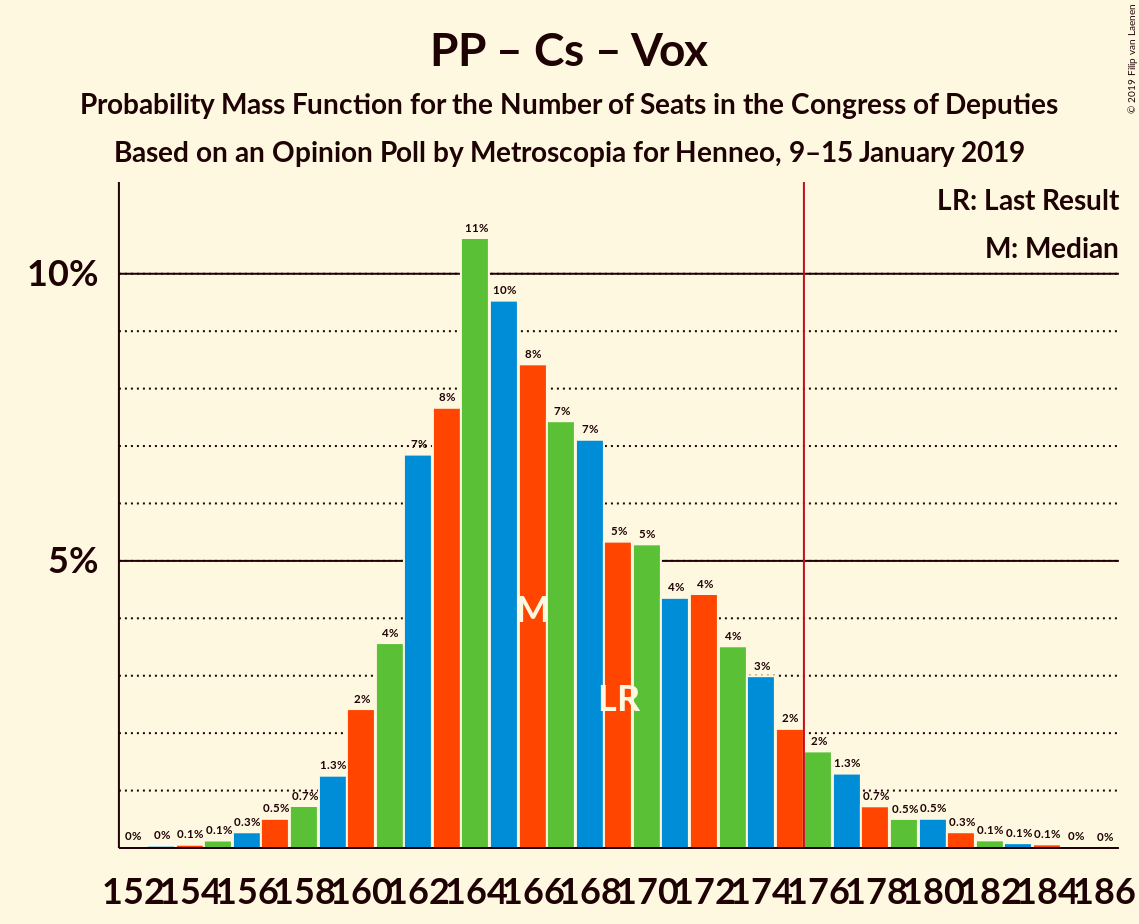 PP – Cs – Vox
Probability Mass Function for the Number of Seats in the Congress of Deputies
Based on an Opinion Poll by Metroscopia for Henneo, 9–15 January 2019
© 2019 Filip van Laenen
LR: Last Result
M: Median
10%
5%
0% 0% 0.1% 0.1% 0.3% 0.5% 0.7% 1.3% 2% 4% 7% 8% 11% 10% 8% 7% 7% 5% 5% 4% 4% 4% 3% 2% 2% 1.3% 0.7% 0.5% 0.5% 0.3% 0.1% 0.1% 0.1% 0% 0%
M
LR
152 154 156 158 160 162 164 166 168 170 172 174 176 178 180 182 184 186